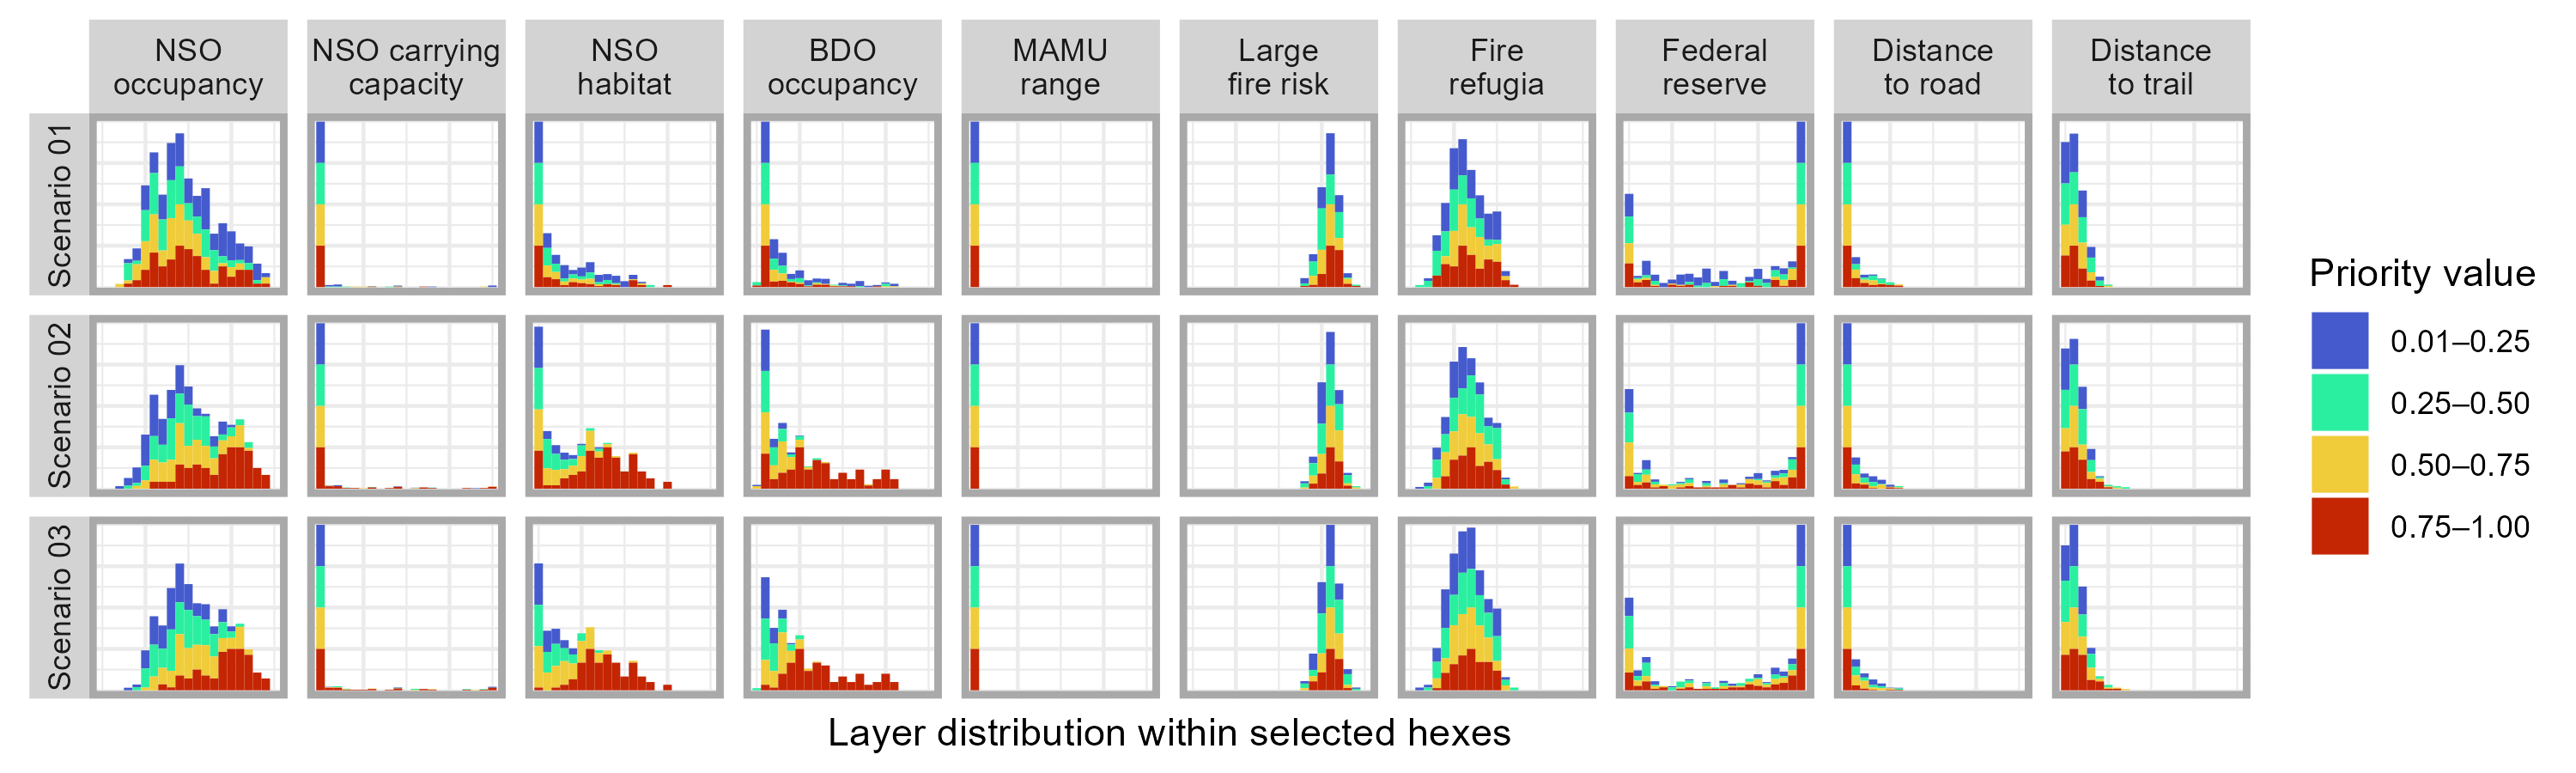 NSO
occupancy
NSO carrying
capacity
NSO
habitat
BDO
occupancy
MAMU
range
Large
fire risk
Fire
refugia
Federal
reserve
Distance
to road
Distance
to trail
Scenario 01
Scenario 02
Scenario 03
Layer distribution within selected hexes
Priority value
0.01–0.25
0.25–0.50
0.50–0.75
0.75–1.00